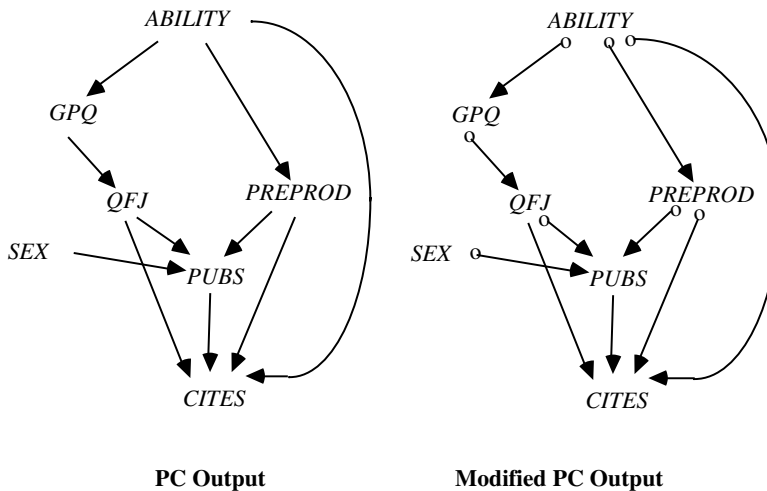 ABILITY
GPQ
QFJ
PREPROD
SEX
PUBS
CITES
PC Output
ABILITY
o o o
GPQ
o
QFJ
o
PREPROD
o o
SEX o
PUBS
CITES
Modified PC Output